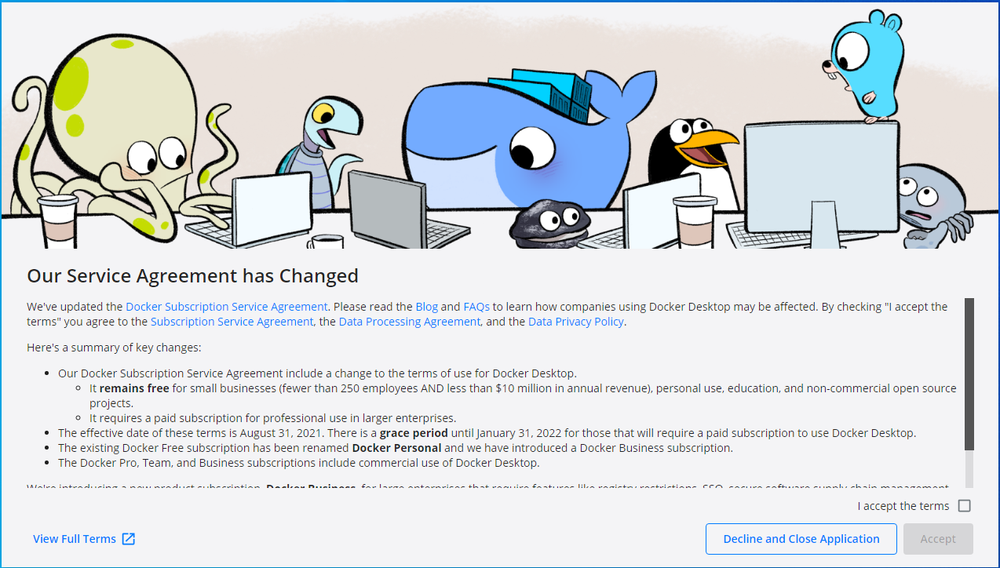 Our Service Agreement has Changed
We've updated the Docker Subscription Service Agreement. Please read the Blog and FAQs to learn how companies using Docker Desktop may be affected. By checking "I accept the
terms" you agree to the Subscription Service Agreement, the Data Processing Agreement, and the Data Privacy Policy.
Here's a summary of key changes:
• Our Docker Subscription Service Agreement include a change to the terms of use for Docker Desktop.
◦ It remains free for small businesses (fewer than 250 employees AND less than $10 million in annual revenue), personal use, education, and non-commercial open source
projects.
◦ It requires a paid subscription for professional use in larger enterprises.
• The effective date of these terms is August 31, 2021. There is a grace period until January 31, 2022 for those that will require a paid subscription to use Docker Desktop.
• The existing Docker Free subscription has been renamed Docker Personal and we have introduced a Docker Business subscription.
• The Docker Pro, Team, and Business subscriptions include commercial use of Docker Desktop.
We're introducing a new product subscription, Docker Business, for large enterprises that require features like registry restrictions, SSO, secure software supply chain management,
I accept the terms
View Full Terms
Decline and Close Application
Accept